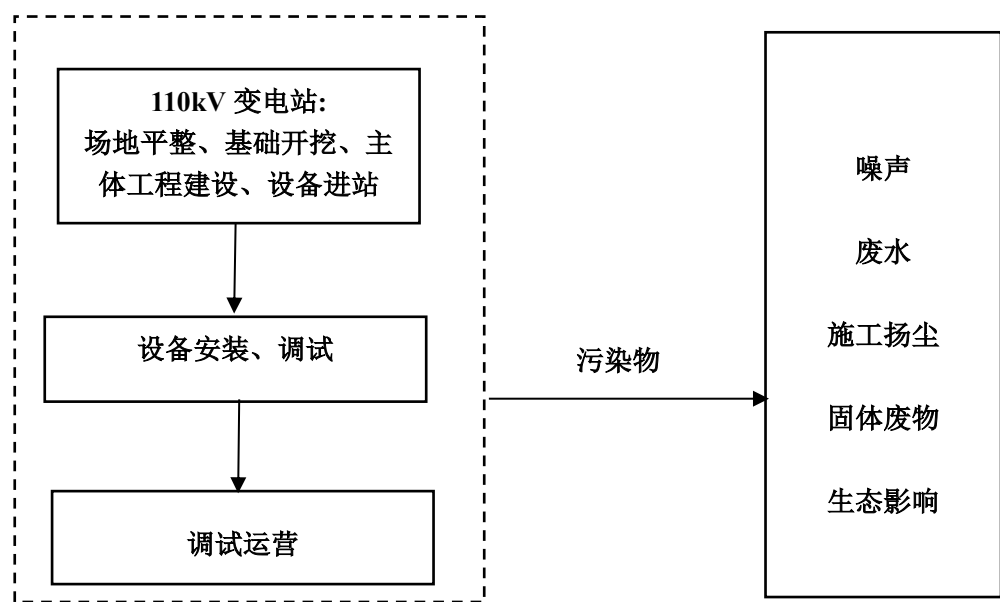 110kV 变电站:
场地平整、基础开挖、主
体工程建设、设备进站
设备安装、调试
调试运营
污染物
噪声
废水
施工扬尘
固体废物
生态影响